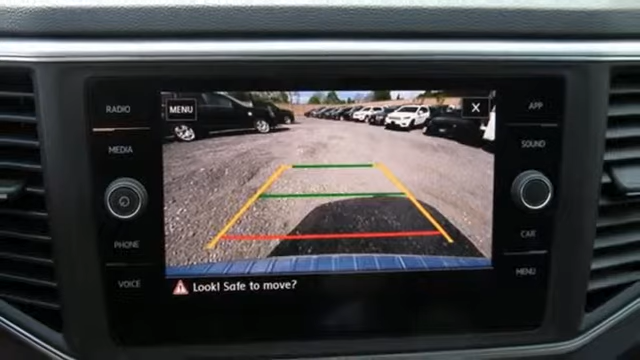 RADIO
MEDIA
PHONE
VOICE
MENU
X
Look! Safe to move?
APP
SOUND
CAR
MENU